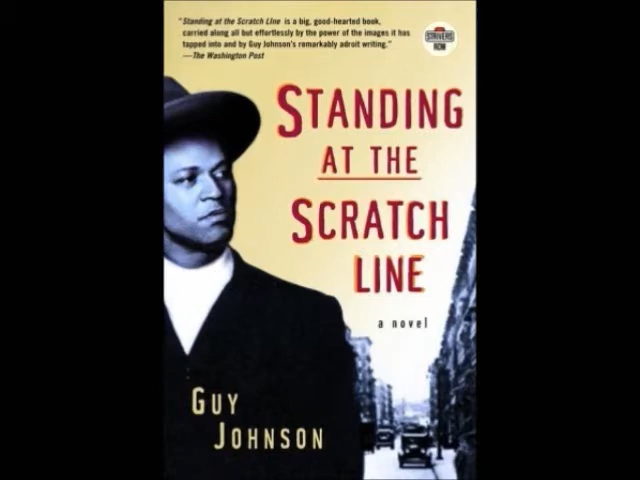 "Standing at the Scratch Line is a big, good-hearted book,
carried along all but effortlessly by the power of the images it has
tapped into and by Guy Johnson's remarkably adroit writing."
—The Washington Post
STRIVERS
ROW
STANDING
AT THE
SCRATCH
LINE
a novel
GUY
JOHNSON